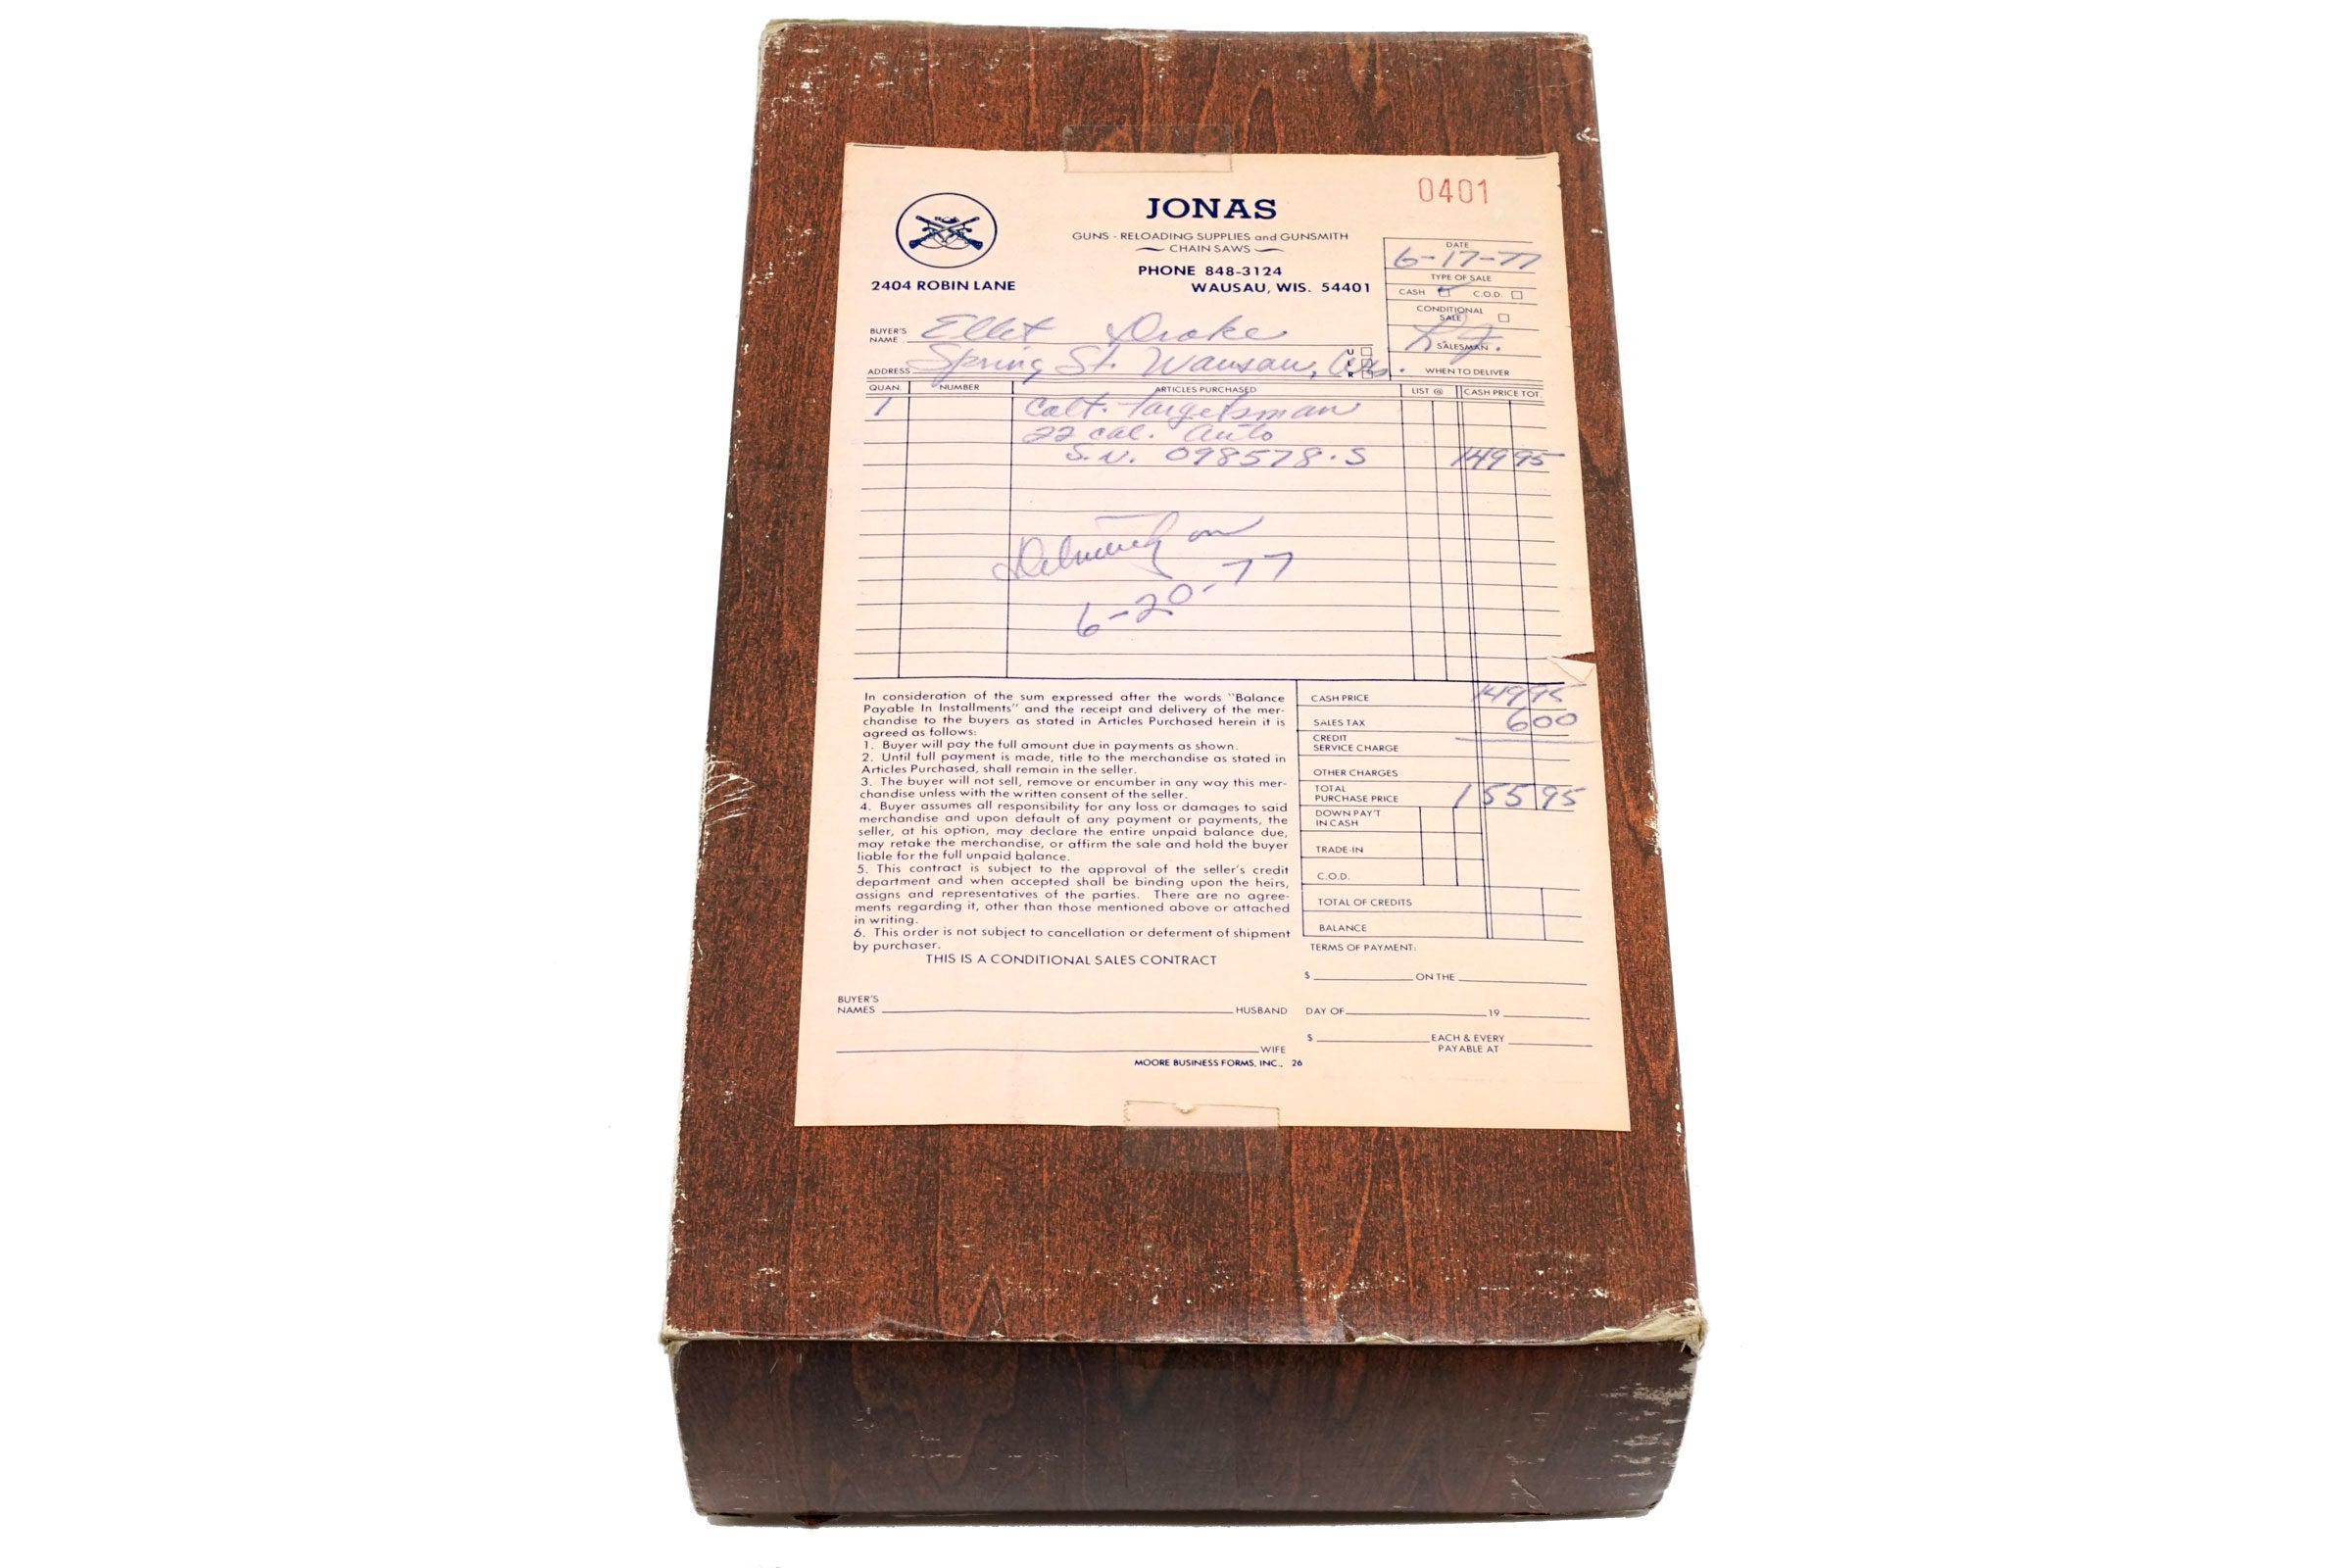 0401
JONAS
GUNS - RELOADING SUPPLIES and GUNSMITH
CHAIN SAWS
PHONE 848-3124
2404 ROBIN LANE
WAUSAU, WIS. 54401
DATE
6-17-77
TYPE OF SALE
CASH C.O.D.
CONDITIONAL
SALE
SALESMAN
WHEN TO DELIVER
BUYER'S
NAME Ellet Drake
ADDRESS Spring St. Wausau, Wis.
QUAN. NUMBER ARTICLES PURCHASED LIST @ CASH PRICE TOT.
1 Colt. Targetsman
22 cal. Auto
S.N. 098578.S 149 95
on
6-20-77
In consideration of the sum expressed after the words "Balance
Payable In Installments" and the receipt and delivery of the mer-
chandise to the buyers as stated in Articles Purchased herein it is
agreed as follows:
1. Buyer will pay the full amount due in payments as shown.
2. Until full payment is made, title to the merchandise as stated in
Articles Purchased, shall remain in the seller.
3. The buyer will not sell, remove or encumber in any way this mer-
chandise unless with the written consent of the seller.
4. Buyer assumes all responsibility for any loss or damages to said
merchandise and upon default of any payment or payments, the
seller, at his option, may declare the entire unpaid balance due,
may retake the merchandise, or affirm the sale and hold the buyer
liable for the full unpaid balance.
5. This contract is subject to the approval of the seller's credit
department and when accepted shall be binding upon the heirs,
assigns and representatives of the parties. There are no agree-
ments regarding it, other than those mentioned above or attached
in writing.
6. This order is not subject to cancellation or deferment of shipment
by purchaser.
THIS IS A CONDITIONAL SALES CONTRACT
CASH PRICE 149 95
SALES TAX 6 00
CREDIT
SERVICE CHARGE
OTHER CHARGES
TOTAL
PURCHASE PRICE 155 95
DOWN PAY'T
IN CASH
TRADE-IN
C.O.D.
TOTAL OF CREDITS
BALANCE
TERMS OF PAYMENT:
$ ON THE
DAY OF 19
$ EACH & EVERY
PAYABLE AT
BUYER'S
NAMES HUSBAND
WIFE
MOORE BUSINESS FORMS, INC., 26